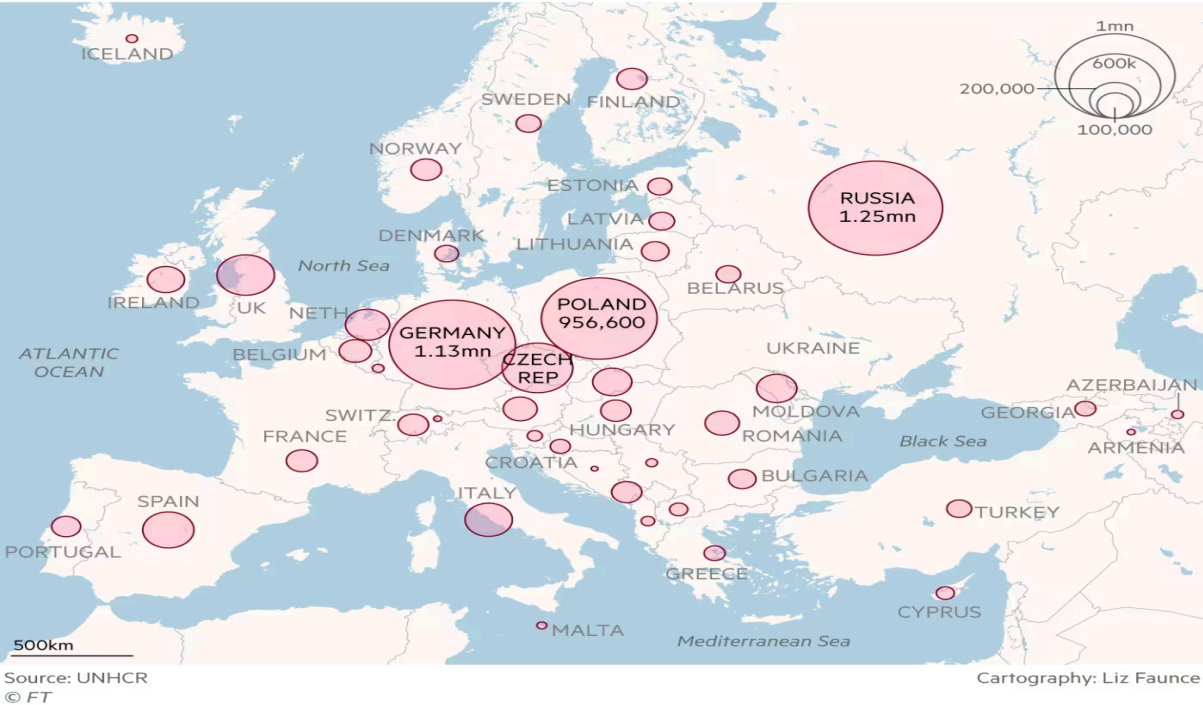 1mn
ICELAND
600k
200,000
SWEDEN
FINLAND
100,000
NORWAY
ESTONIA
RUSSIA
1.25mn
LATVIA
DENMARK
LITHUANIA
North Sea
BELARUS
IRELAND
UK
NETH
POLAND
956,600
GERMANY
1.13mn
BELGIUM
CZECH
REP
UKRAINE
ATLANTIC
OCEAN
AZERBAIJAN
SWITZ.
MOLDOVA
GEORGIA
FRANCE
HUNGARY
ROMANIA
Black Sea
ARMENIA
CROATIA
BULGARIA
SPAIN
ITALY
TURKEY
PORTUGAL
GREECE
CYPRUS
MALTA
Mediterranean Sea
500km
Source: UNHCR
Cartography: Liz Faunce
© FT